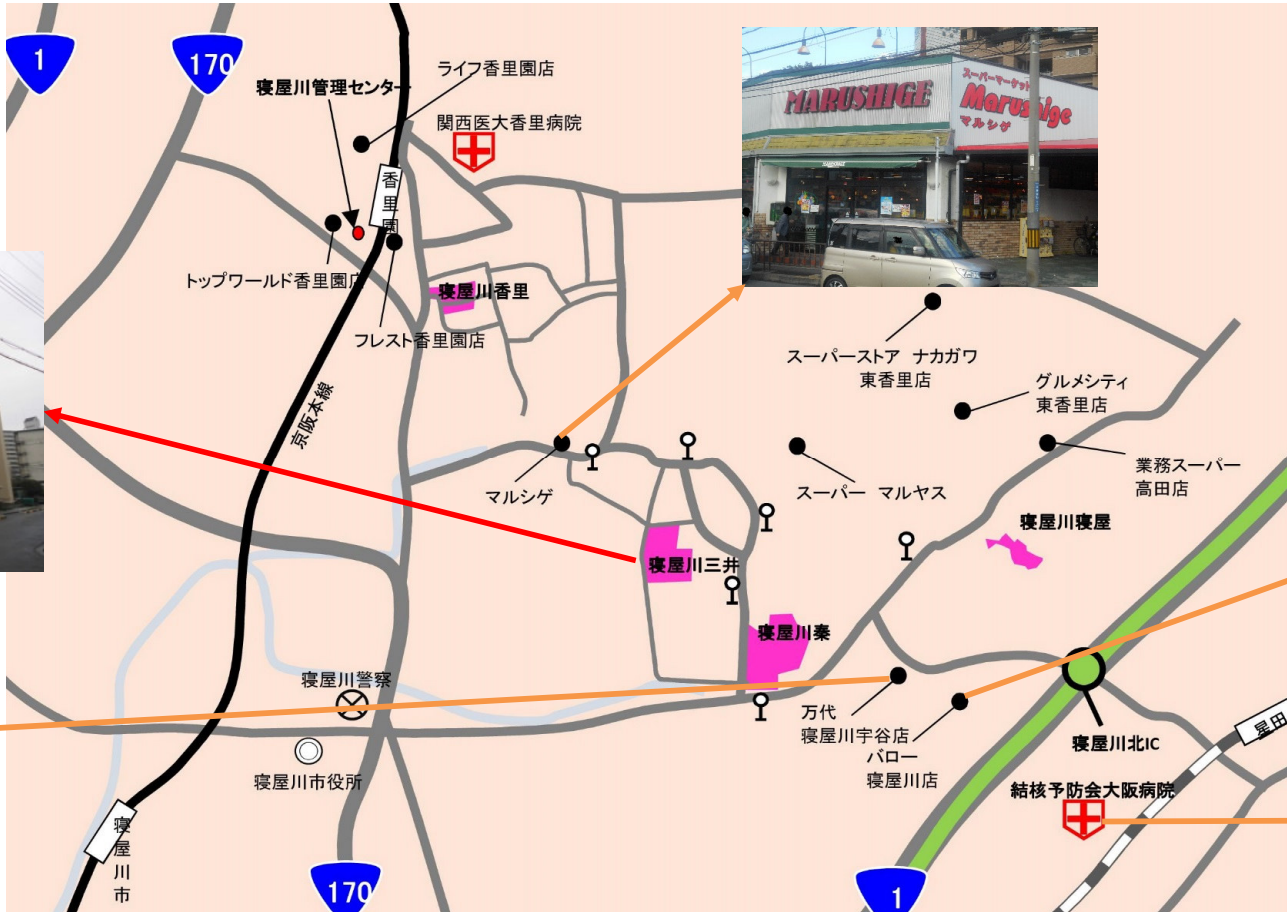 1
170
寝屋川管理センター
ライフ香里園店
関西医大香里病院
MARUSHIGE
スーパーマーケット
Marushige
マルシゲ
香里園
トップワールド香里園店
寝屋川香里
フレスト香里園店
京阪本線
スーパーストア ナカガワ
東香里店
グルメシティ
東香里店
マルシゲ
スーパー マルヤス
業務スーパー
高田店
寝屋川寝屋
寝屋川三井
寝屋川秦
寝屋川警察
寝屋川市役所
万代
寝屋川宇谷店
バロー
寝屋川店
寝屋川北IC
星田
結核予防会大阪病院
寝屋川市
170
1